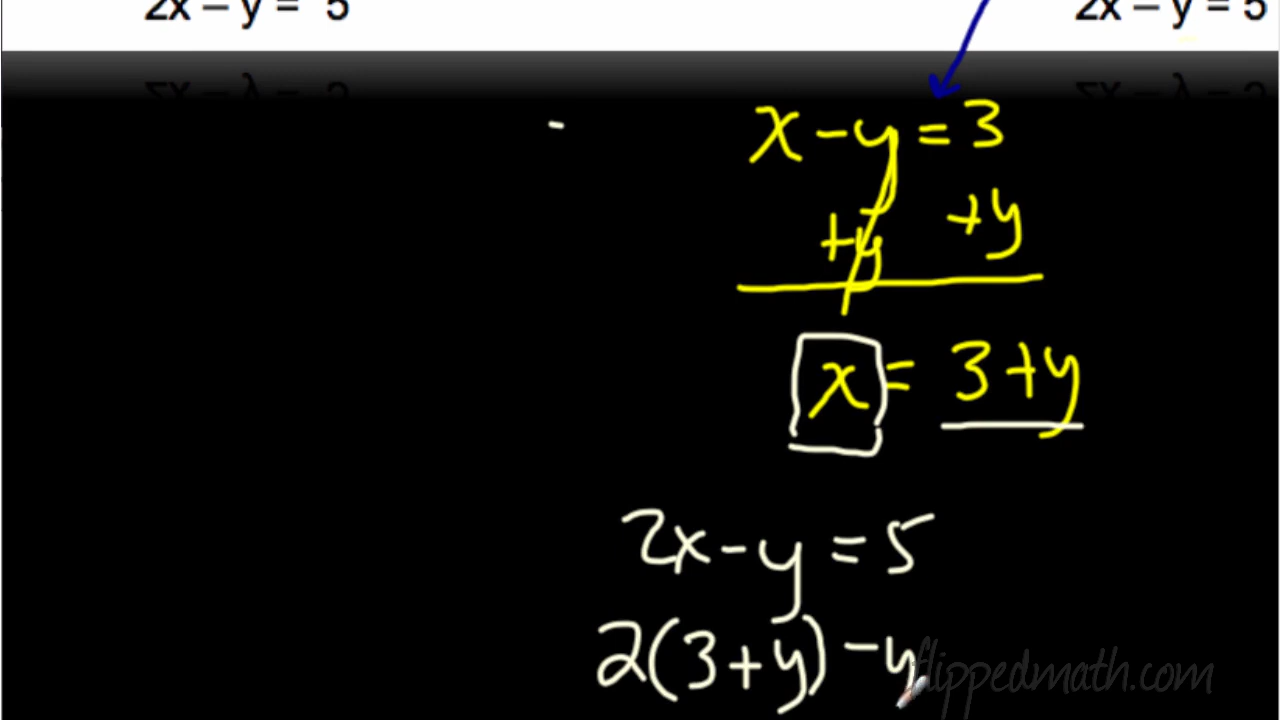 2x – y = 5
2x – y = 5
x - y = 3
+y +y
x = 3+y
2x - y = 5
2(3+y) - y
flippedmath.com